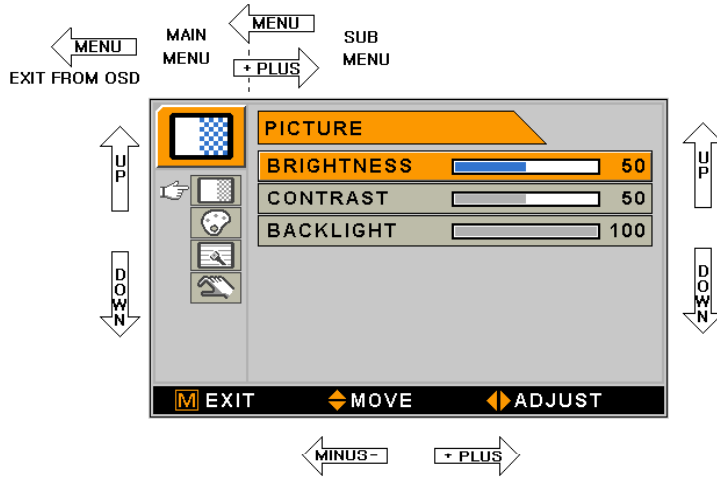 MENU
MENU
MAIN
MENU
SUB
MENU
+ PLUS
EXIT FROM OSD
PICTURE
BRIGHTNESS 50
CONTRAST 50
BACKLIGHT 100
UP
DOWN
UP
DOWN
M EXIT MOVE ADJUST
MINUS- + PLUS